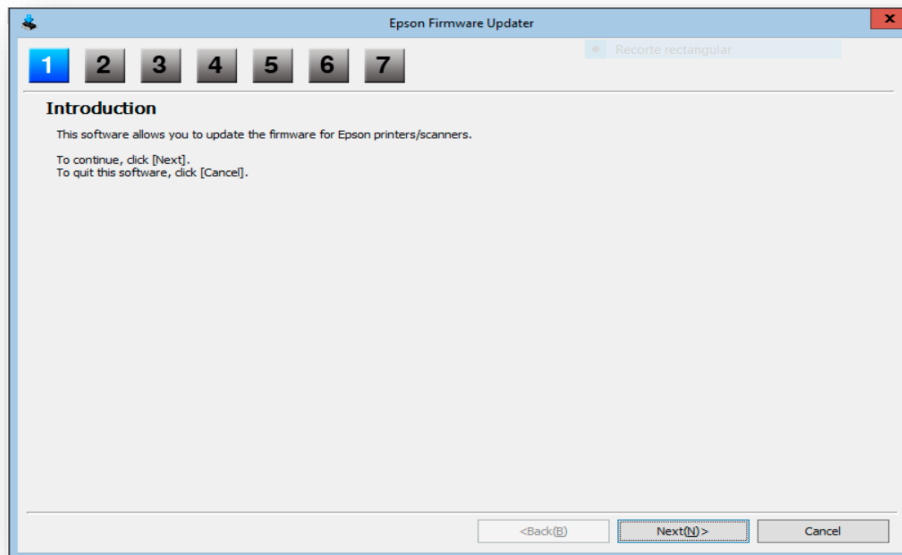 Epson Firmware Updater
x
Recorte rectangular
1 2 3 4 5 6 7
Introduction
This software allows you to update the firmware for Epson printers/scanners.
To continue, click [Next].
To quit this software, click [Cancel].
<Back(B) Next(N)> Cancel